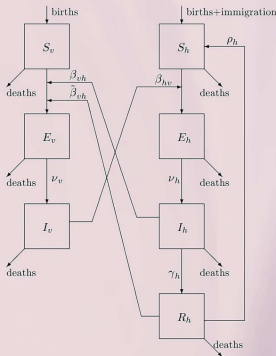 births
births+immigration
S_v
S_h
ρ_h
β_vh
β_hv
deaths
deaths
β̃_vh
E_v
E_h
ν_v
ν_h
deaths
I_v
I_h
deaths
deaths
γ_h
R_h
deaths